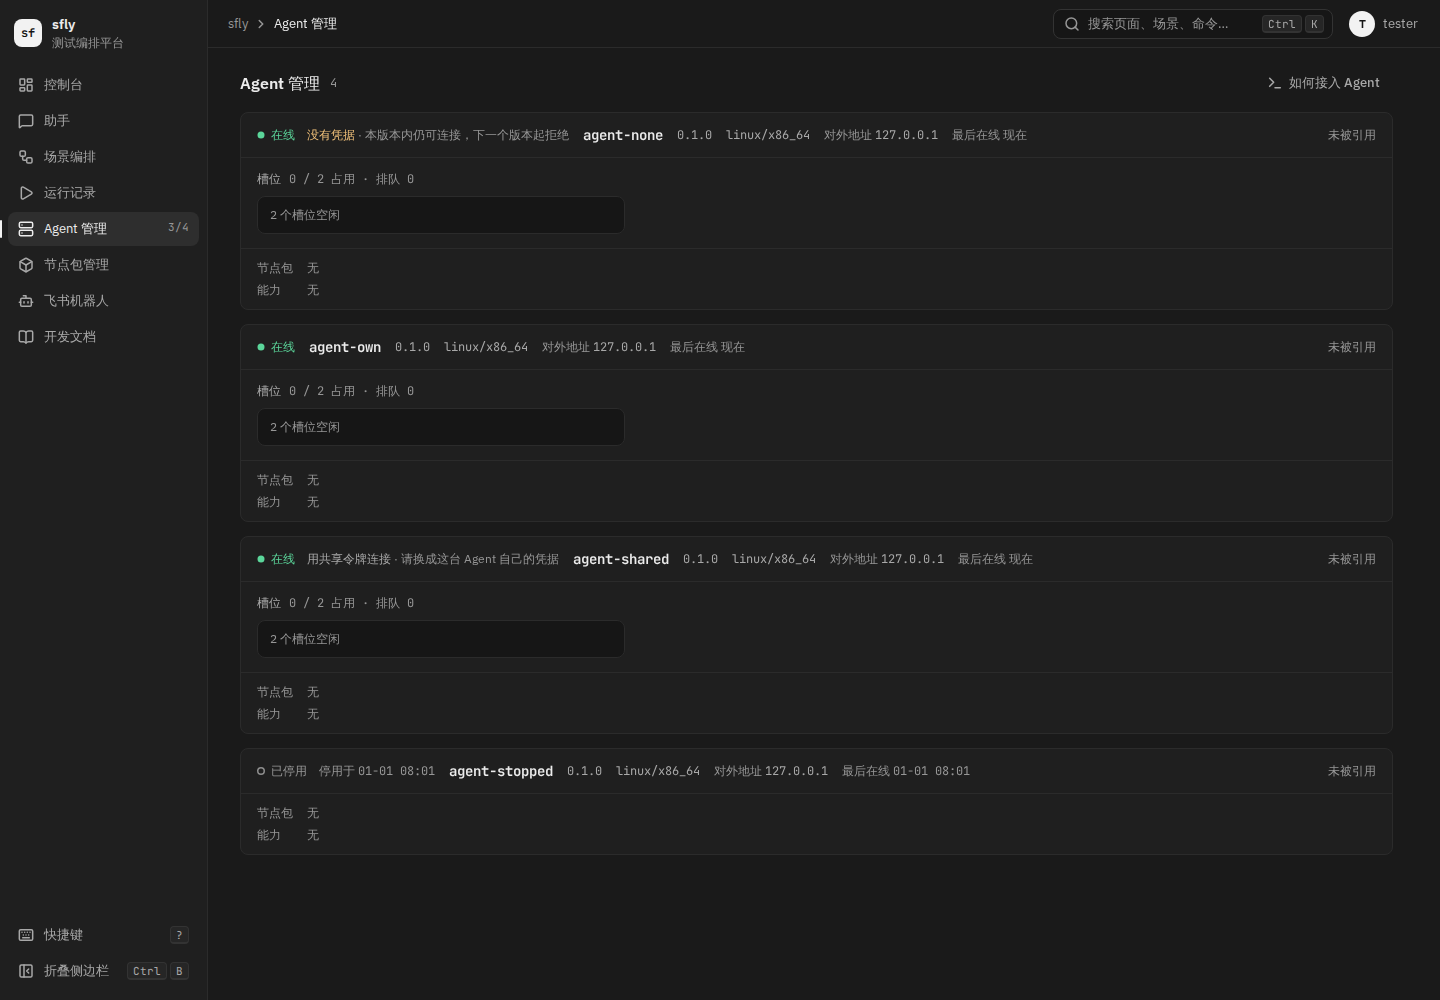 sf sfly
测试编排平台
控制台
助手
场景编排
运行记录
Agent 管理 3/4
节点包管理
飞书机器人
开发文档
快捷键 ?
折叠侧边栏 Ctrl B
sfly Agent 管理
搜索页面、场景、命令... Ctrl K
T tester
Agent 管理 4
如何接入 Agent
在线 没有凭据 · 本版本内仍可连接，下一个版本起拒绝 agent-none 0.1.0 linux/x86_64 对外地址 127.0.0.1 最后在线 现在 未被引用
槽位 0 / 2 占用 · 排队 0
2 个槽位空闲
节点包 无
能力 无
在线 agent-own 0.1.0 linux/x86_64 对外地址 127.0.0.1 最后在线 现在 未被引用
槽位 0 / 2 占用 · 排队 0
2 个槽位空闲
节点包 无
能力 无
在线 用共享令牌连接 · 请换成这台 Agent 自己的凭据 agent-shared 0.1.0 linux/x86_64 对外地址 127.0.0.1 最后在线 现在 未被引用
槽位 0 / 2 占用 · 排队 0
2 个槽位空闲
节点包 无
能力 无
已停用 停用于 01-01 08:01 agent-stopped 0.1.0 linux/x86_64 对外地址 127.0.0.1 最后在线 01-01 08:01 未被引用
节点包 无
能力 无